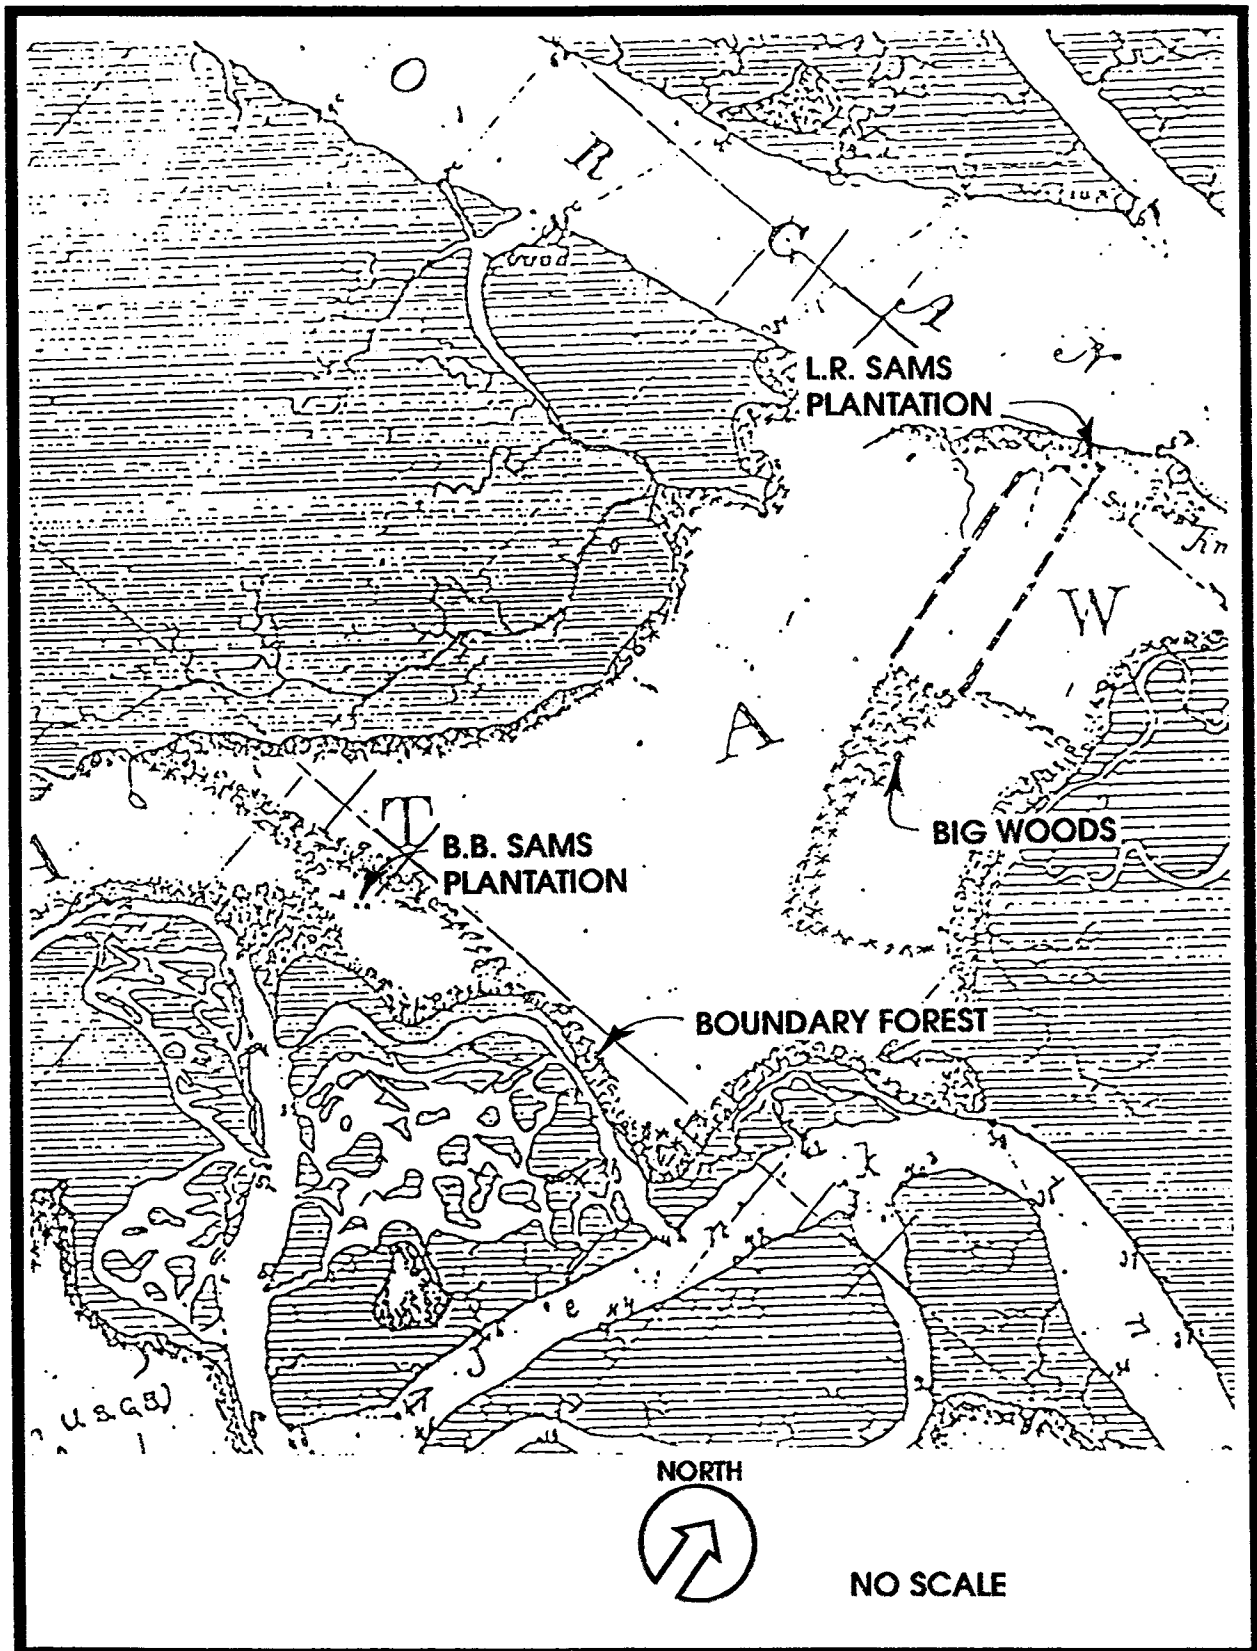 O
R
G
A
L.R. SAMS
PLANTATION
W
A
T
B.B. SAMS
PLANTATION
BIG WOODS
BOUNDARY FOREST
J
e
U.S.G.S)
NORTH
NO SCALE